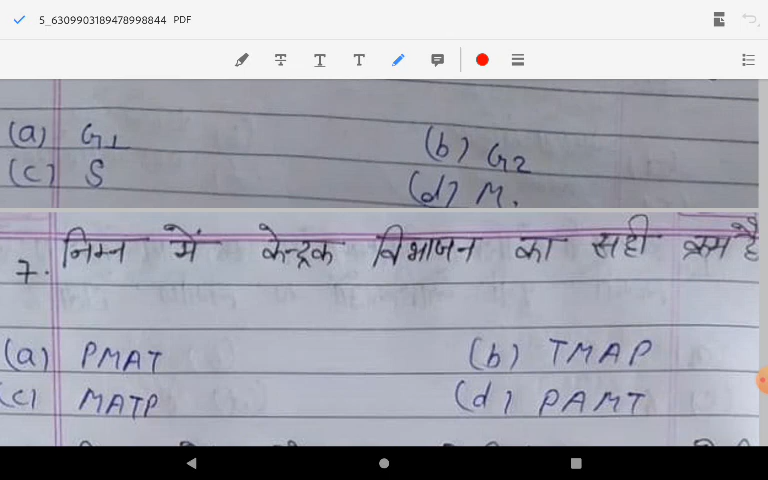 5_6309903189478998844 PDF
(a) G1 (b) G2
(c) S (d) M.
7. निम्न में केन्द्रक विभाजन का सही क्रम है
(a) PMAT (b) TMAP
(c) MATP (d) PAMT